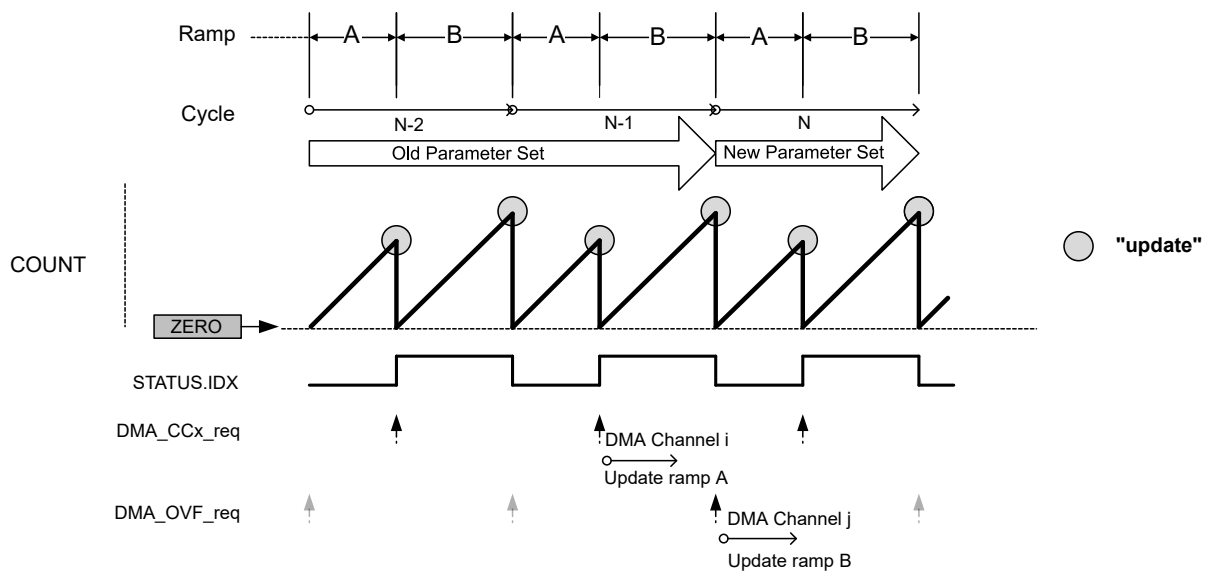 Ramp A B A B A B
Cycle
N-2 N-1 N
Old Parameter Set New Parameter Set
"update"
COUNT
ZERO
STATUS.IDX
DMA_CCx_req
DMA Channel i
Update ramp A
DMA_OVF_req
DMA Channel j
Update ramp B